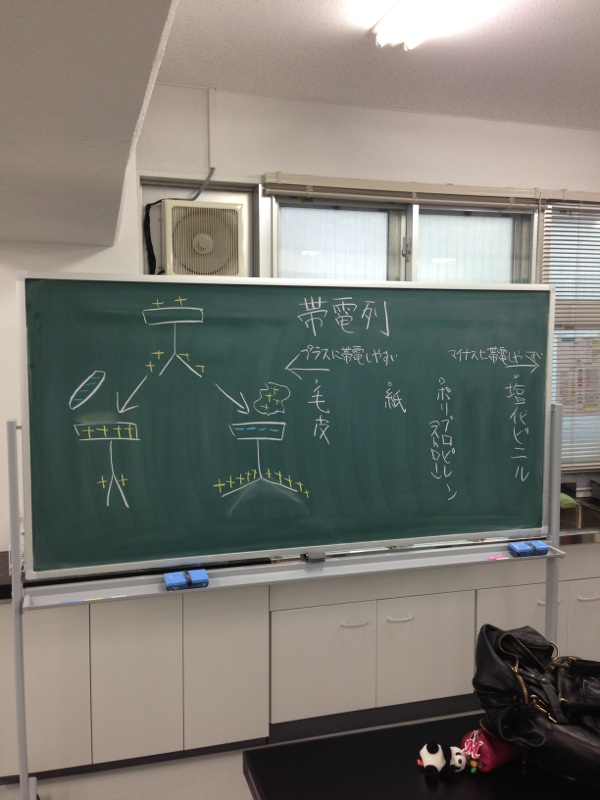 帯電列
プラスに帯電しやすい
マイナスに帯電しやすい
・毛皮
・紙
・ポリプロピレン
(ストロー)
・塩化ビニル
++
++
++
++
++++
++
----
+++++++++